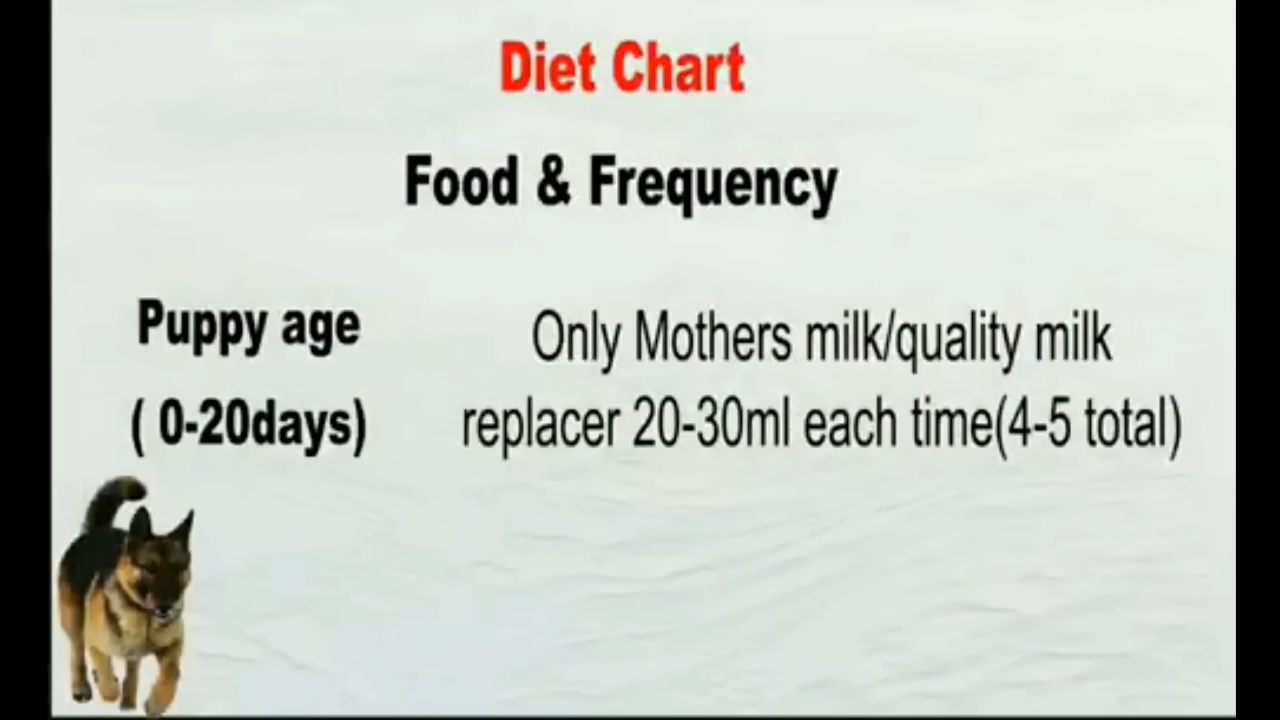 Diet Chart
Food & Frequency
Puppy age
( 0-20days)
Only Mothers milk/quality milk
replacer 20-30ml each time(4-5 total)